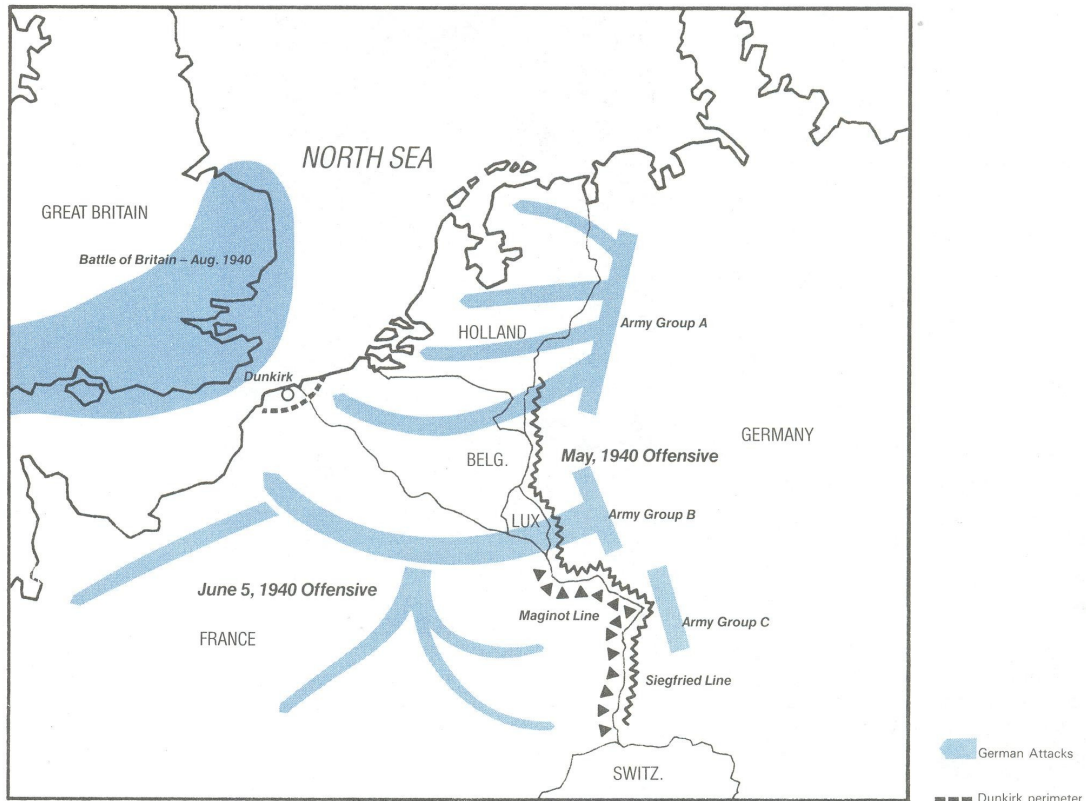 NORTH SEA
GREAT BRITAIN
Battle of Britain – Aug. 1940
HOLLAND
Army Group A
Dunkirk
GERMANY
BELG.
May, 1940 Offensive
LUX
Army Group B
June 5, 1940 Offensive
Maginot Line
Army Group C
FRANCE
Siegfried Line
SWITZ.
German Attacks
Dunkirk perimeter